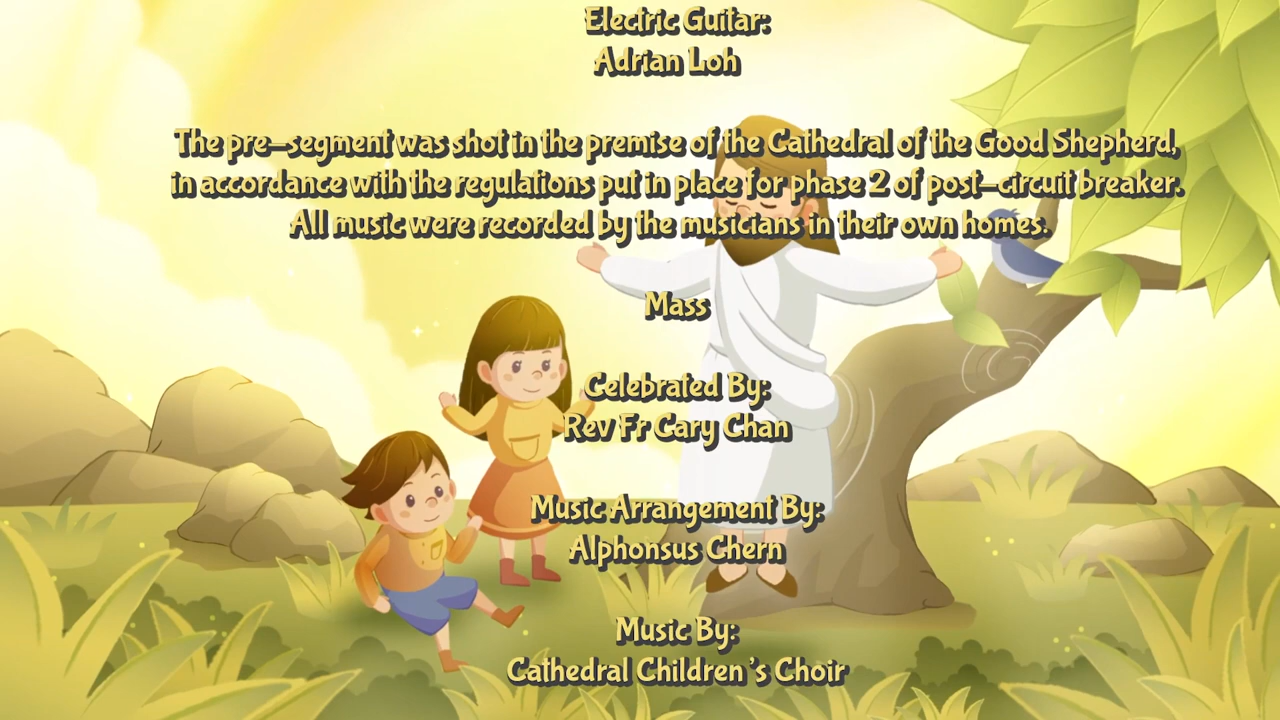 Electric Guitar:
Adrian Loh
The pre-segment was shot in the premise of the Cathedral of the Good Shepherd,
in accordance with the regulations put in place for phase 2 of post-circuit breaker.
All music were recorded by the musicians in their own homes.
Mass
Celebrated By:
Rev Fr Cary Chan
Music Arrangement By:
Alphonsus Chern
Music By:
Cathedral Children's Choir